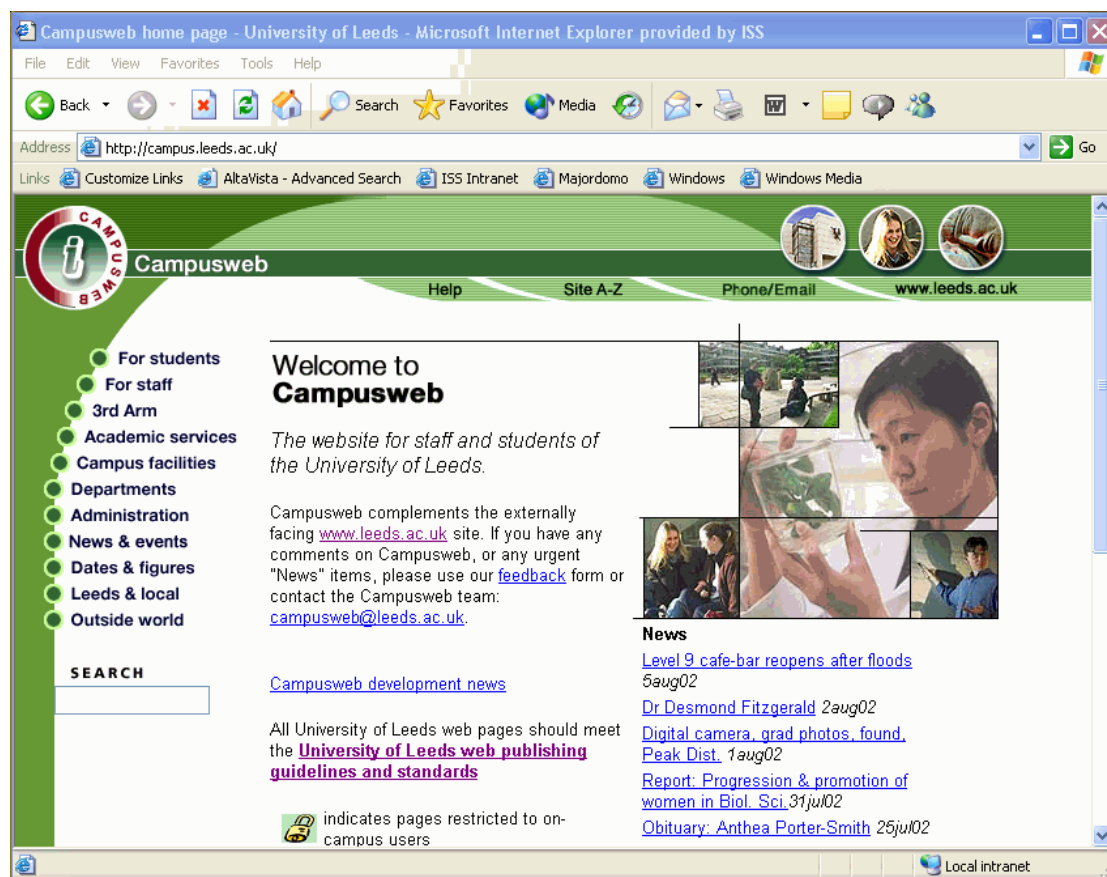 Campusweb home page - University of Leeds - Microsoft Internet Explorer provided by ISS
File Edit View Favorites Tools Help
Back Search Favorites Media
Address http://campus.leeds.ac.uk/ Go
Links Customize Links AltaVista - Advanced Search ISS Intranet Majordomo Windows Windows Media
CAMPUSWEB
i
Campusweb
Help Site A-Z Phone/Email www.leeds.ac.uk
For students
For staff
3rd Arm
Academic services
Campus facilities
Departments
Administration
News & events
Dates & figures
Leeds & local
Outside world
SEARCH
Welcome to
Campusweb
The website for staff and students of
the University of Leeds.
Campusweb complements the externally
facing www.leeds.ac.uk site. If you have any
comments on Campusweb, or any urgent
"News" items, please use our feedback form or
contact the Campusweb team:
campusweb@leeds.ac.uk.
Campusweb development news
All University of Leeds web pages should meet
the University of Leeds web publishing
guidelines and standards
indicates pages restricted to on-
campus users
News
Level 9 cafe-bar reopens after floods
5aug02
Dr Desmond Fitzgerald 2aug02
Digital camera, grad photos, found,
Peak Dist. 1aug02
Report: Progression & promotion of
women in Biol. Sci.31jul02
Obituary: Anthea Porter-Smith 25jul02
Local intranet